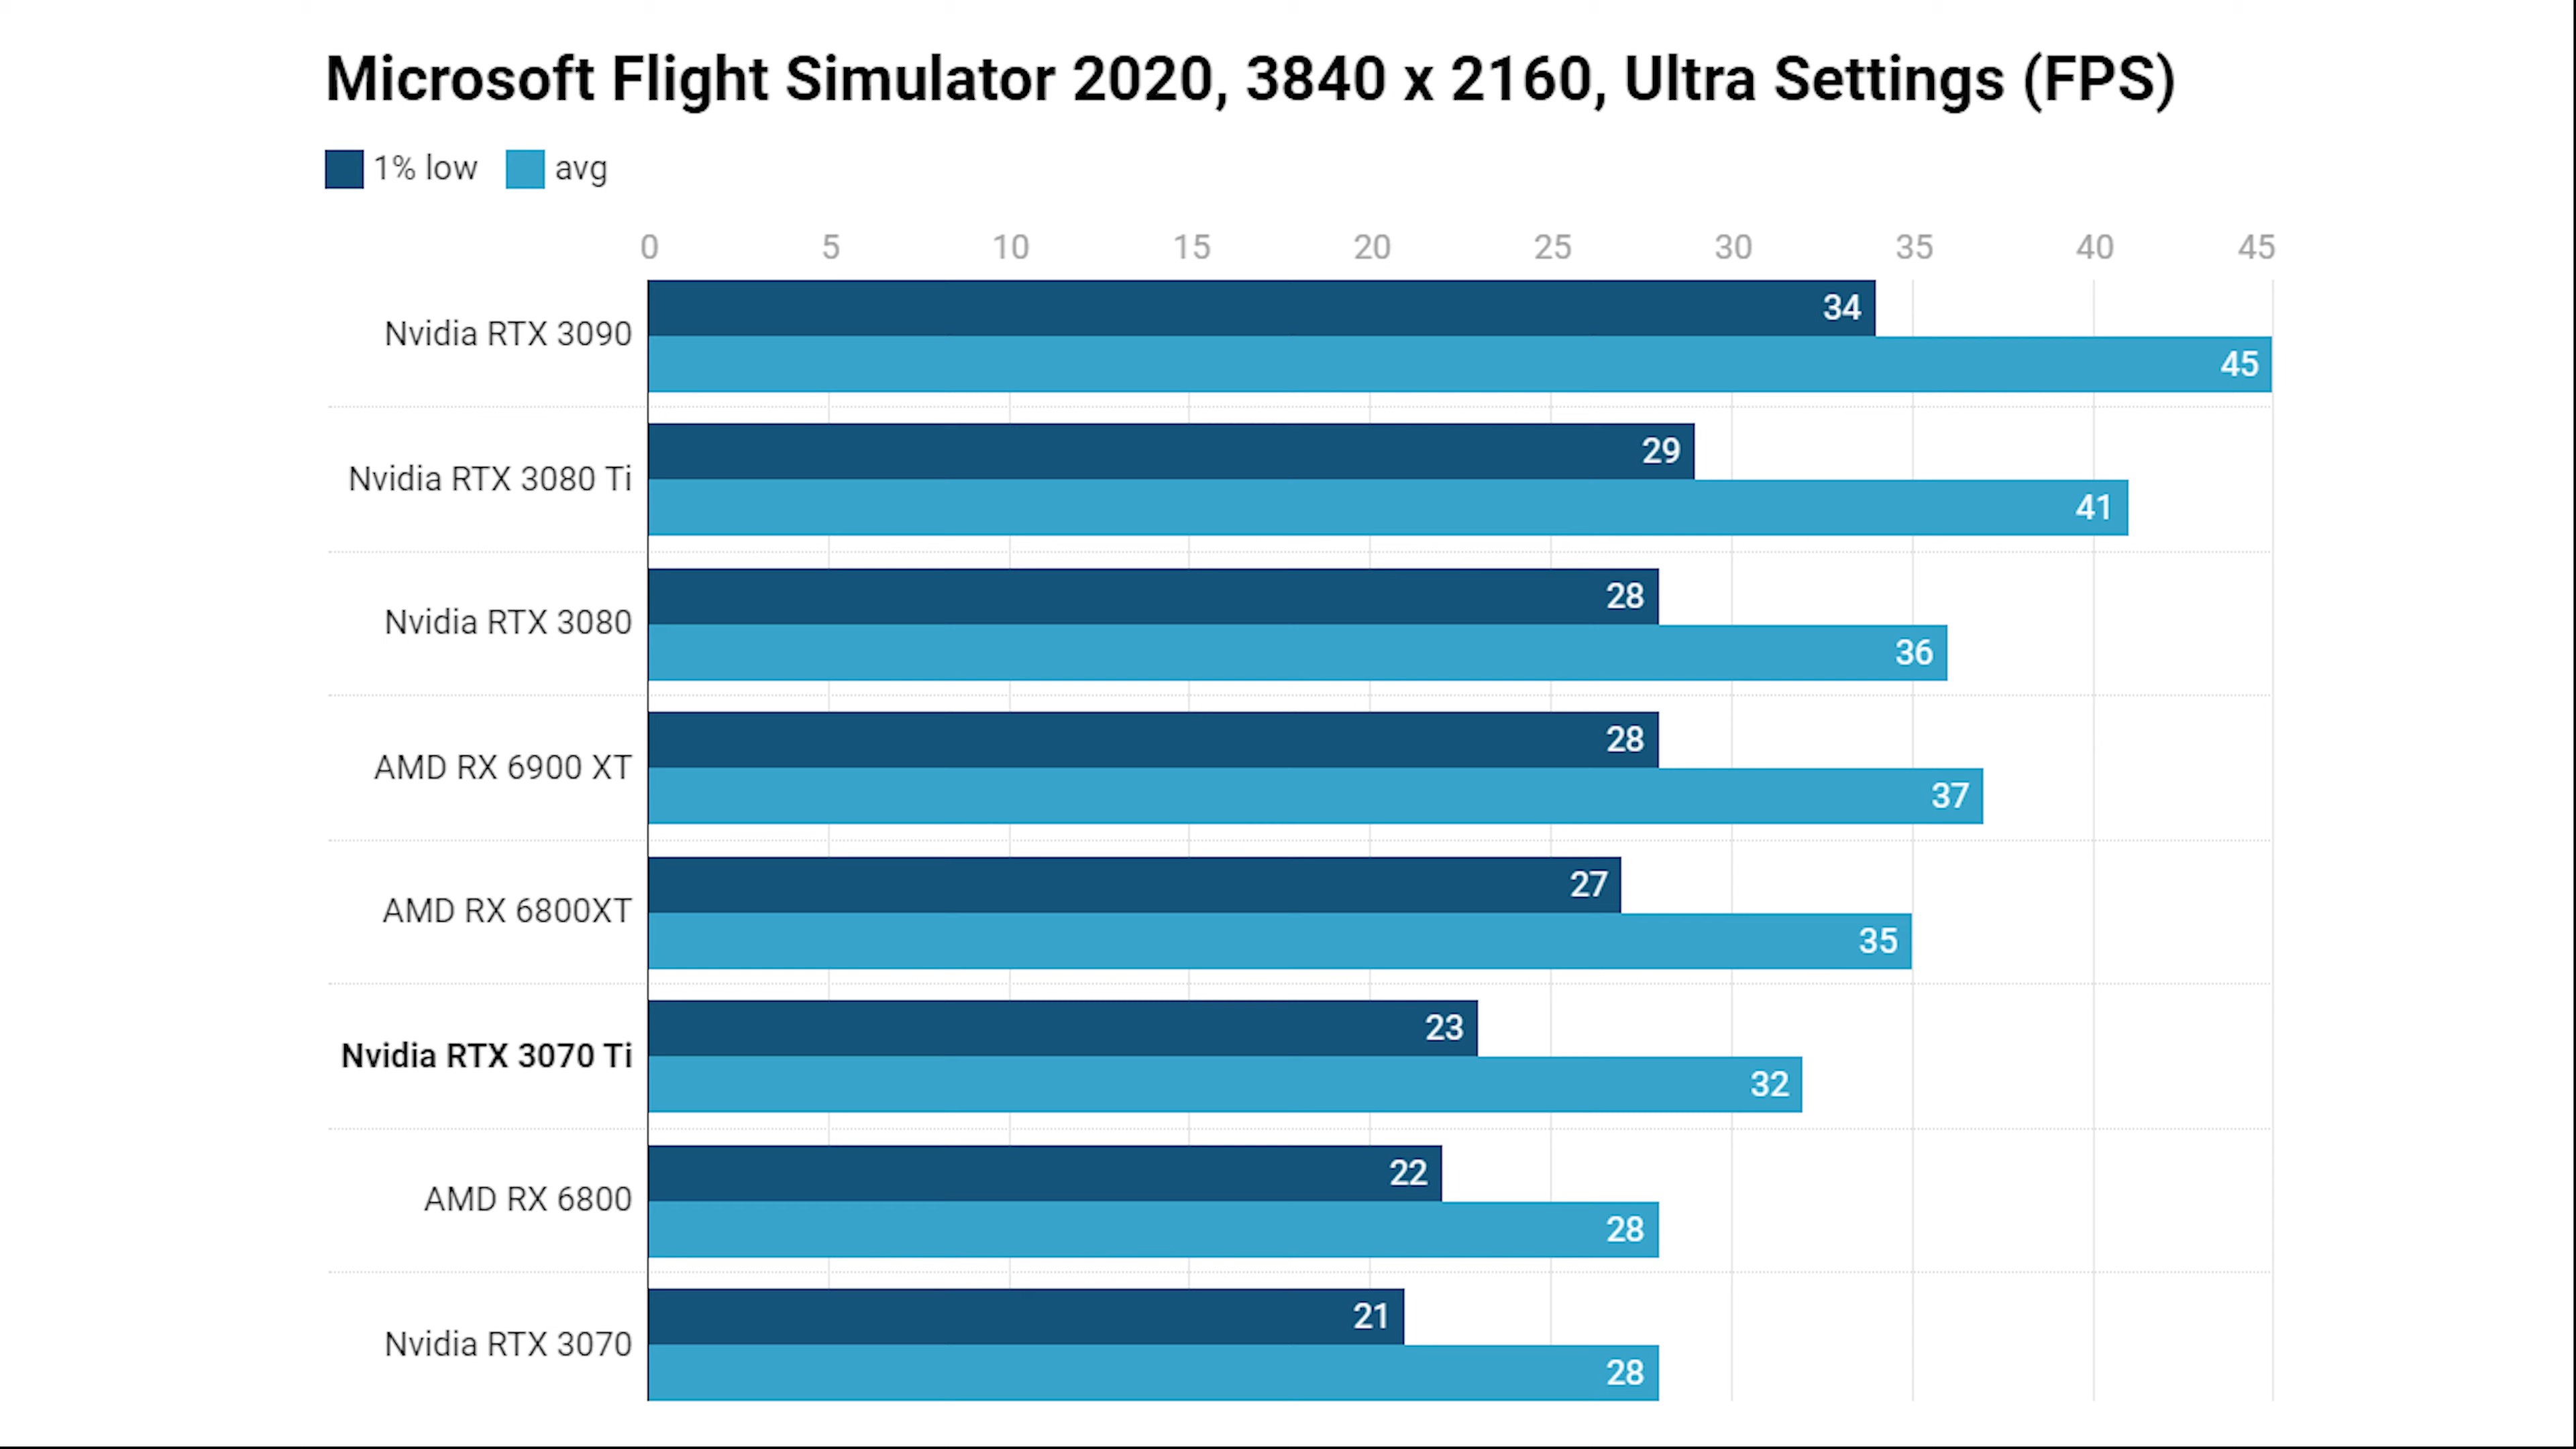 Microsoft Flight Simulator 2020, 3840 x 2160, Ultra Settings (FPS)
1% low avg
0 5 10 15 20 25 30 35 40 45
Nvidia RTX 3090 34
45
Nvidia RTX 3080 Ti 29
41
Nvidia RTX 3080 28
36
AMD RX 6900 XT 28
37
AMD RX 6800XT 27
35
Nvidia RTX 3070 Ti 23
32
AMD RX 6800 22
28
Nvidia RTX 3070 21
28